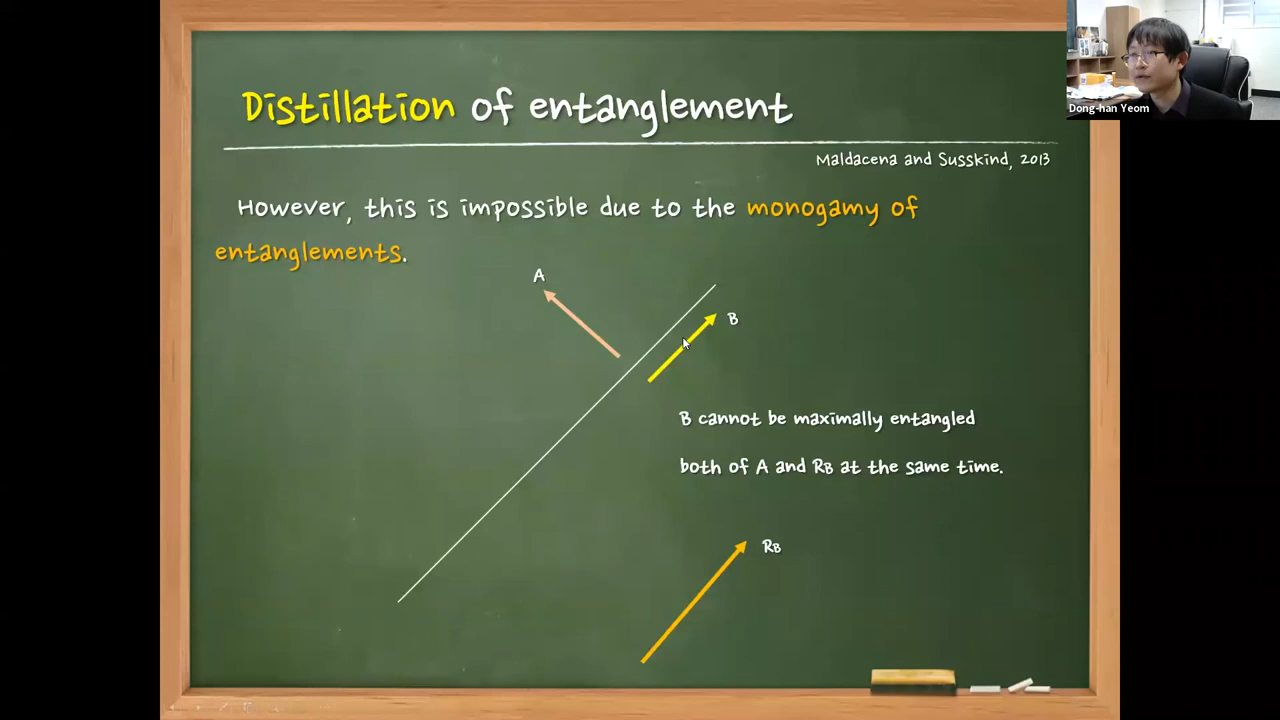 Distillation of entanglement
Dong-han Yeom
Maldacena and Susskind, 2013
However, this is impossible due to the monogamy of
entanglements.
A
B
B cannot be maximally entangled
both of A and RB at the same time.
RB